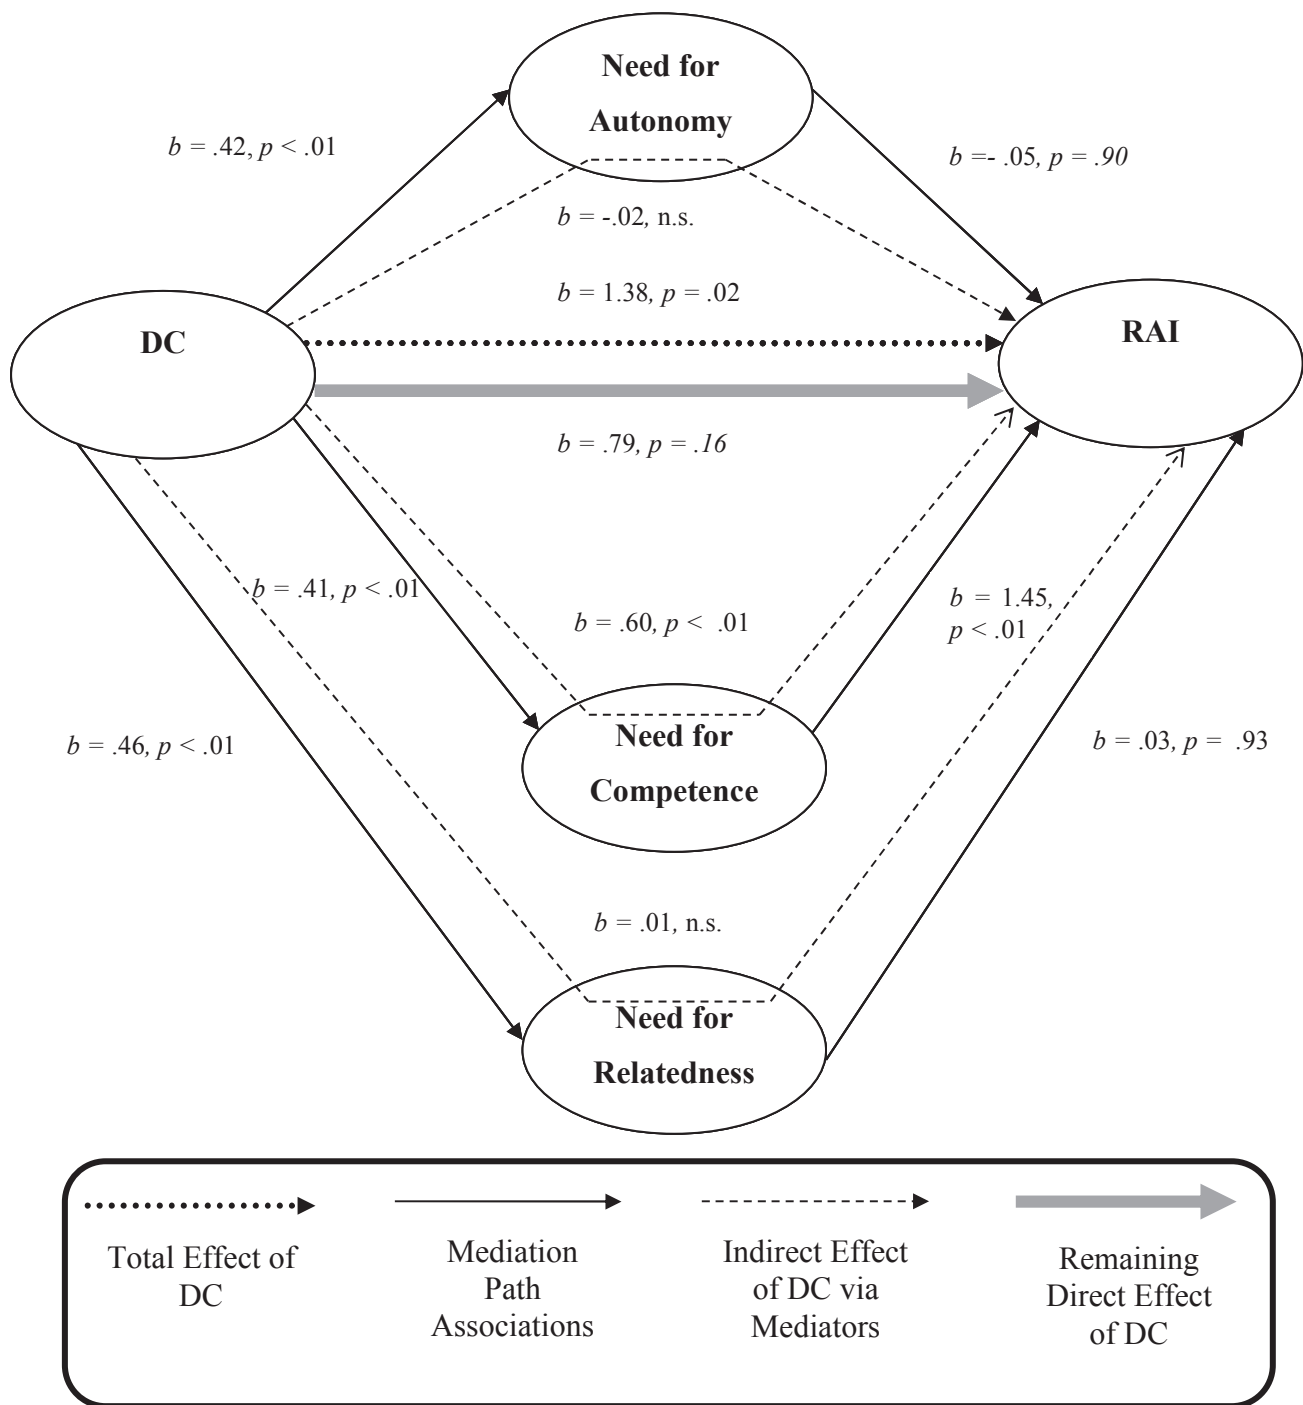 Need for
Autonomy
b = .42, p < .01
b =- .05, p = .90
b = -.02, n.s.
b = 1.38, p = .02
DC
RAI
b = .79, p = .16
b = .41, p < .01
b = .60, p < .01
b = 1.45,
p < .01
Need for
Competence
b = .46, p < .01
b = .03, p = .93
b = .01, n.s.
Need for
Relatedness
Total Effect of
DC
Mediation
Path
Associations
Indirect Effect
of DC via
Mediators
Remaining
Direct Effect
of DC